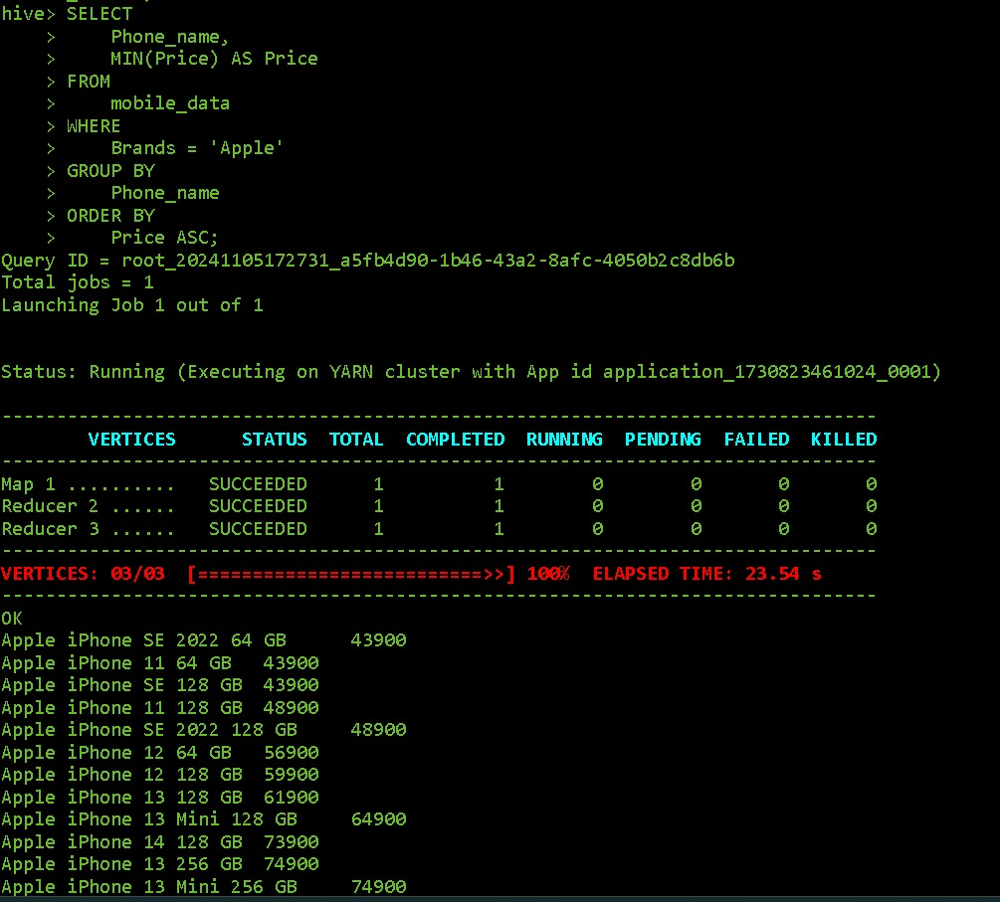 hive> SELECT
    >     Phone_name,
    >     MIN(Price) AS Price
    > FROM
    >     mobile_data
    > WHERE
    >     Brands = 'Apple'
    > GROUP BY
    >     Phone_name
    > ORDER BY
    >     Price ASC;
Query ID = root_20241105172731_a5fb4d90-1b46-43a2-8afc-4050b2c8db6b
Total jobs = 1
Launching Job 1 out of 1
Status: Running (Executing on YARN cluster with App id application_1730823461024_0001)
--------------------------------------------------------------------------------
        VERTICES      STATUS  TOTAL  COMPLETED  RUNNING  PENDING  FAILED  KILLED
--------------------------------------------------------------------------------
Map 1 ..........   SUCCEEDED      1          1        0        0       0       0
Reducer 2 ......   SUCCEEDED      1          1        0        0       0       0
Reducer 3 ......   SUCCEEDED      1          1        0        0       0       0
--------------------------------------------------------------------------------
VERTICES: 03/03  [==========================>>] 100%  ELAPSED TIME: 23.54 s
--------------------------------------------------------------------------------
OK
Apple iPhone SE 2022 64 GB      43900
Apple iPhone 11 64 GB   43900
Apple iPhone SE 128 GB  43900
Apple iPhone 11 128 GB  48900
Apple iPhone SE 2022 128 GB     48900
Apple iPhone 12 64 GB   56900
Apple iPhone 12 128 GB  59900
Apple iPhone 13 128 GB  61900
Apple iPhone 13 Mini 128 GB     64900
Apple iPhone 14 128 GB  73900
Apple iPhone 13 256 GB  74900
Apple iPhone 13 Mini 256 GB     74900